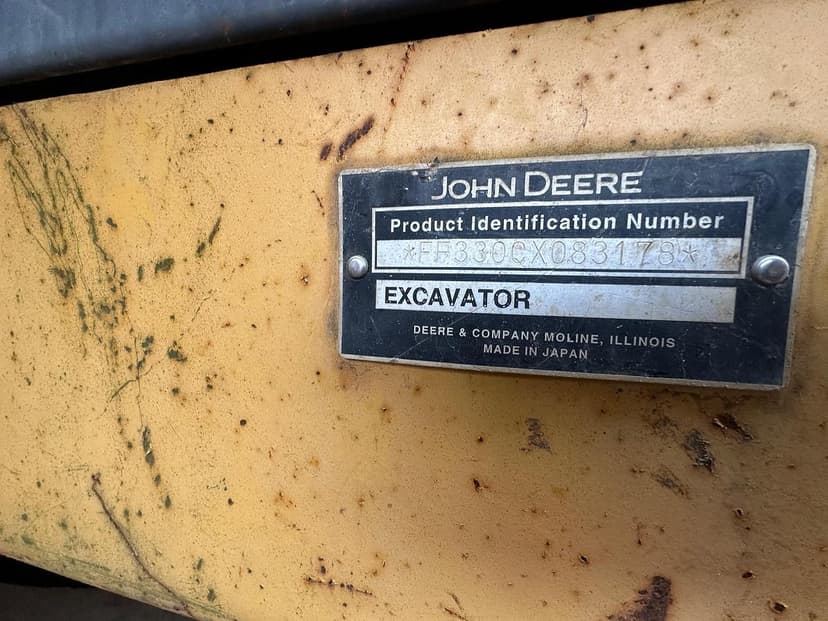 JOHN DEERE
Product Identification Number
*FF330CX083178*
EXCAVATOR
DEERE & COMPANY MOLINE, ILLINOIS
MADE IN JAPAN